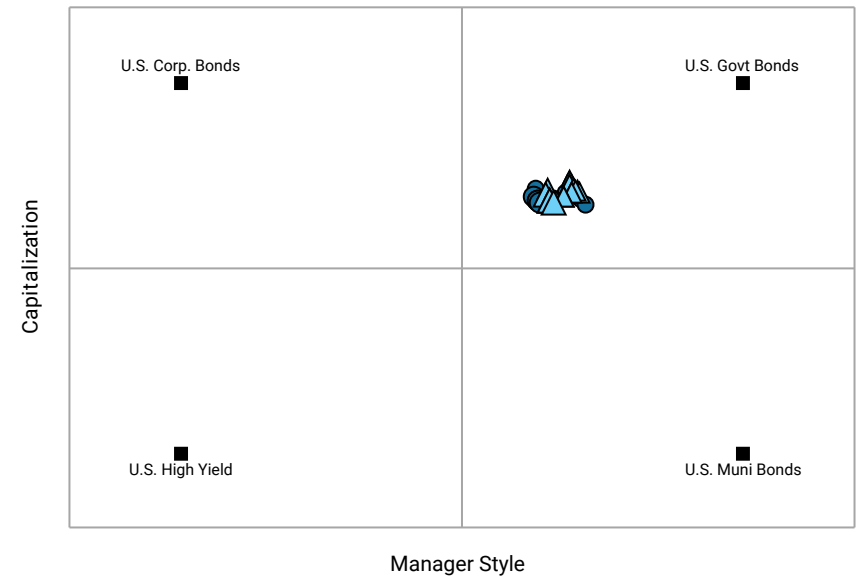 U.S. Corp. Bonds
U.S. Govt Bonds
Capitalization
U.S. High Yield
U.S. Muni Bonds
Manager Style